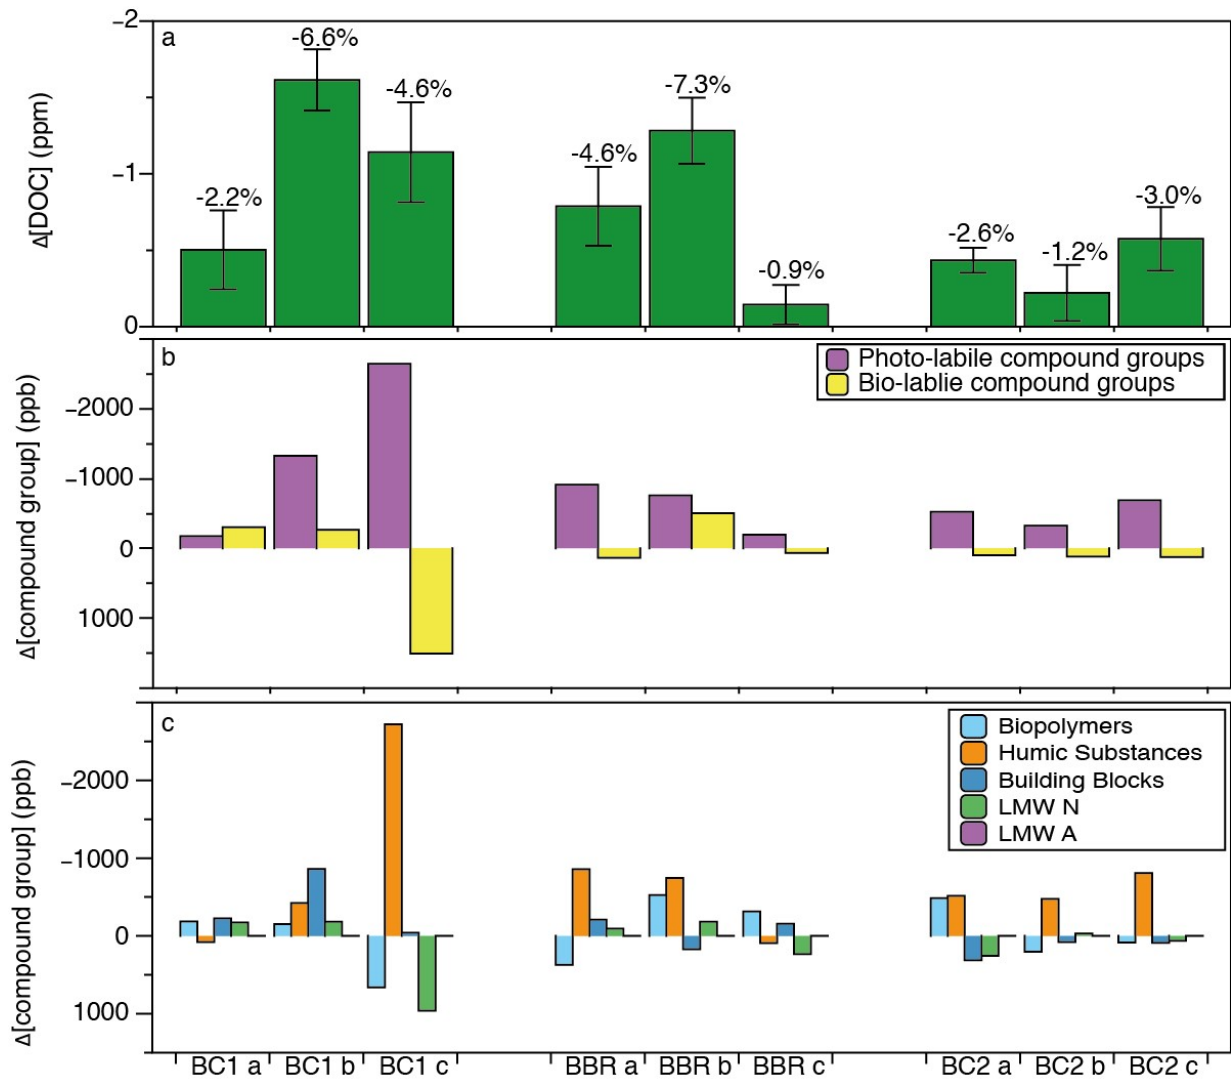 a
−2
−1
0
Δ[DOC] (ppm)
-2.2%
-6.6%
-4.6%
-4.6%
-7.3%
-0.9%
-2.6%
-1.2%
-3.0%
b
Photo-labile compound groups
Bio-lablie compound groups
−2000
−1000
0
1000
Δ[compound group] (ppb)
c
Biopolymers
Humic Substances
Building Blocks
LMW N
LMW A
−2000
−1000
0
1000
Δ[compound group] (ppb)
BC1 a BC1 b BC1 c BBR a BBR b BBR c BC2 a BC2 b BC2 c